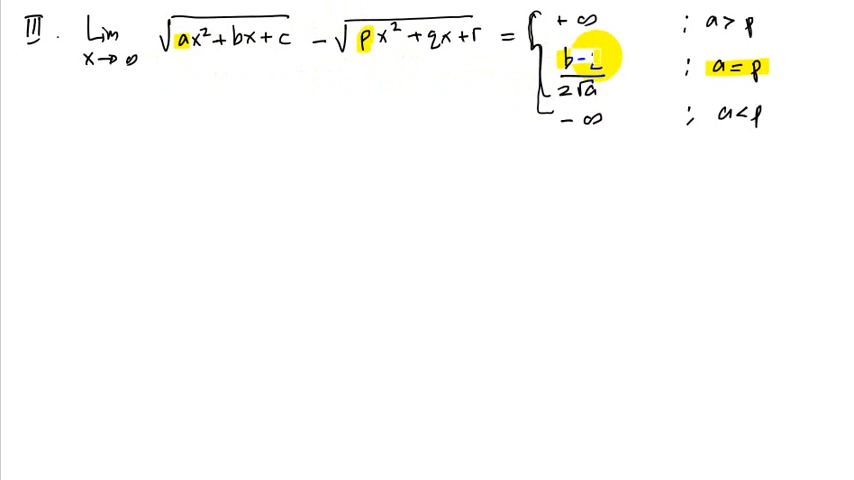 III. Lim x→∞ √(ax²+bx+c) - √(px²+qx+r) = { +∞ ; a>p
b- / 2√a ; a=p
-∞ ; a<p